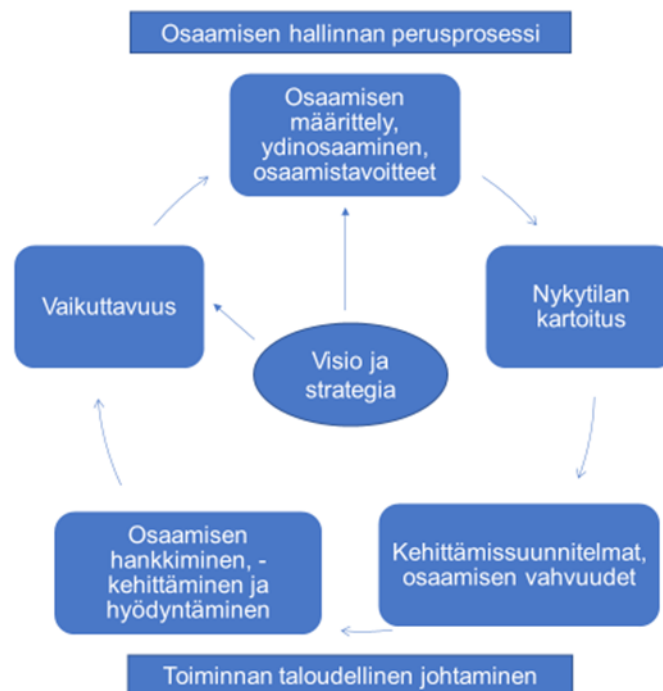 Osaamisen hallinnan perusprosessi
Osaamisen
määrittely,
ydinosaaminen,
osaamistavoitteet
Vaikuttavuus
Nykytilan
kartoitus
Visio ja
strategia
Osaamisen
hankkiminen, -
kehittäminen ja
hyödyntäminen
Kehittämissuunnitelmat,
osaamisen vahvuudet
Toiminnan taloudellinen johtaminen